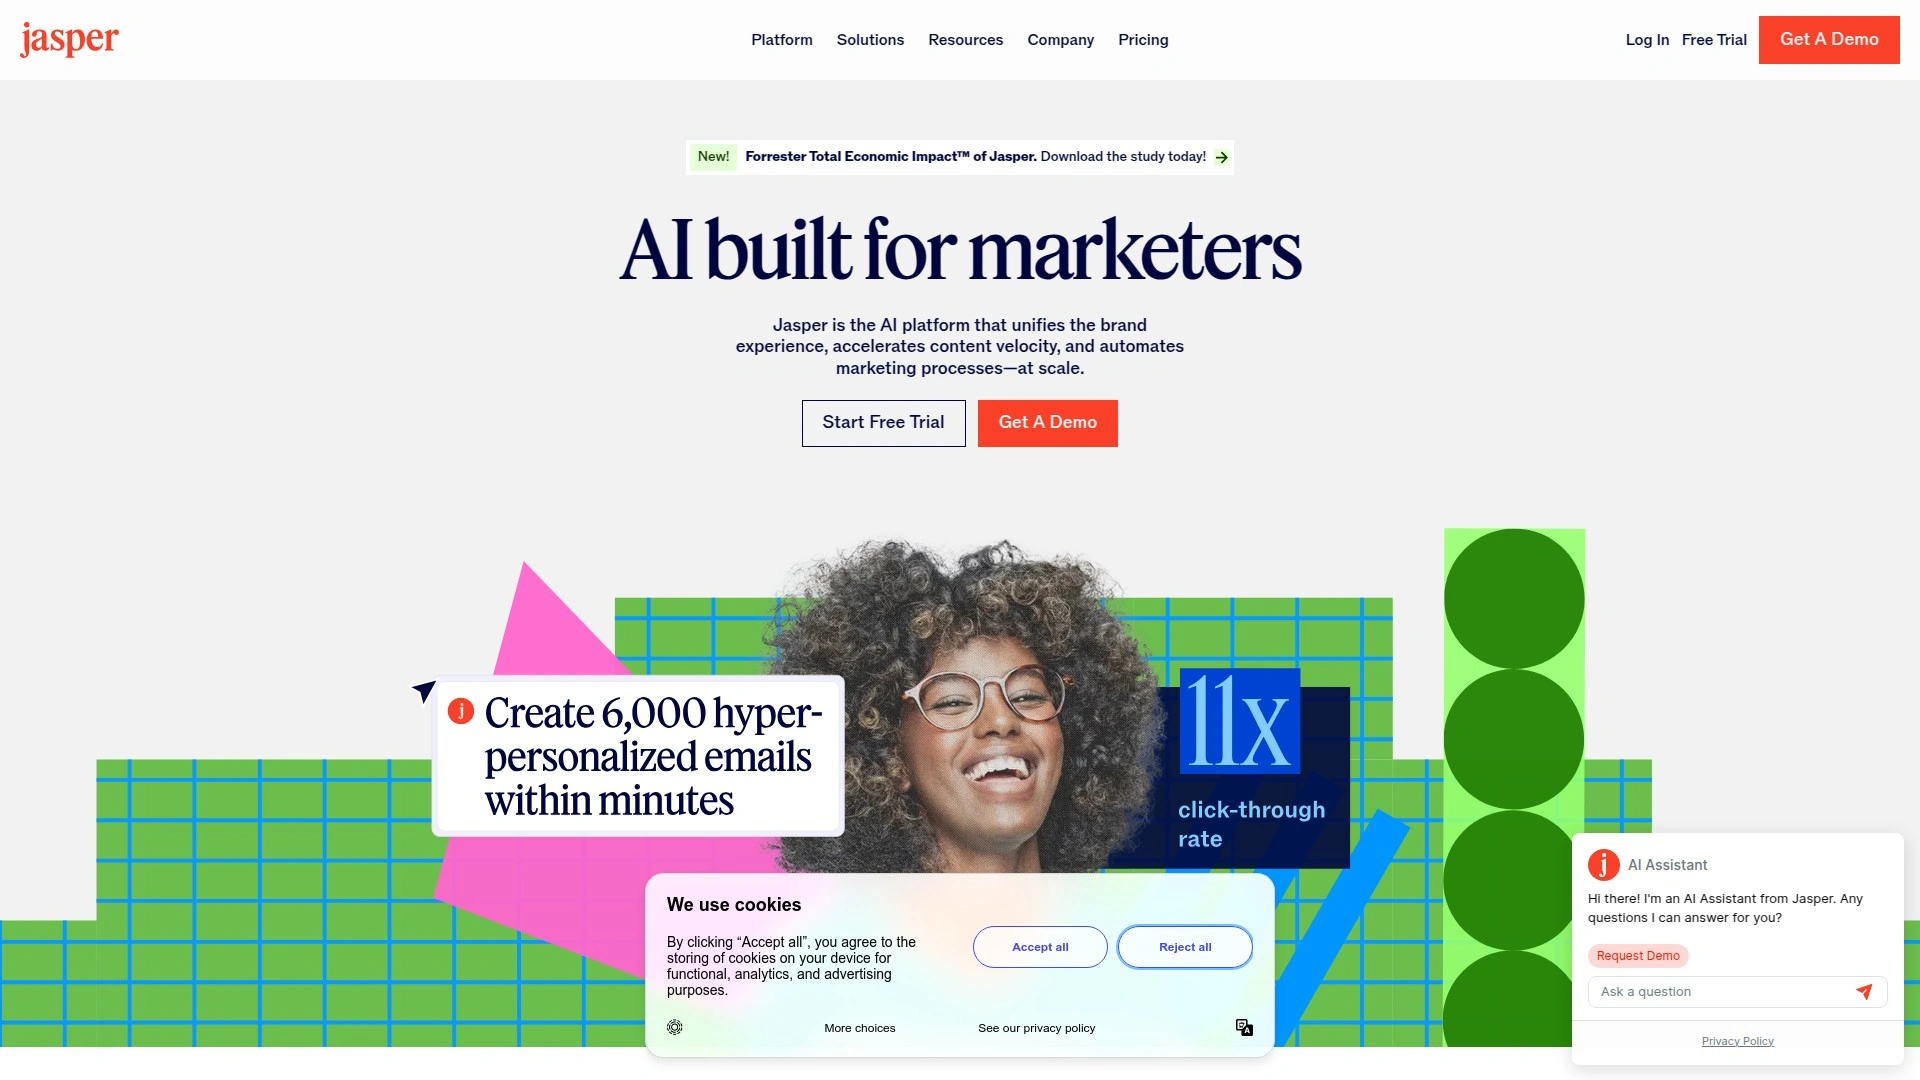 jasper
Platform
Solutions
Resources
Company
Pricing
Log In
Free Trial
Get A Demo
New! Forrester Total Economic Impact™ of Jasper. Download the study today!
AI built for marketers
Jasper is the AI platform that unifies the brand
experience, accelerates content velocity, and automates
marketing processes—at scale.
Start Free Trial
Get A Demo
j
Create 6,000 hyper-
personalized emails
within minutes
11x
click-through
rate
We use cookies
By clicking “Accept all”, you agree to the
storing of cookies on your device for
functional, analytics, and advertising
purposes.
Accept all
Reject all
More choices
See our privacy policy
j
AI Assistant
Hi there! I'm an AI Assistant from Jasper. Any
questions I can answer for you?
Request Demo
Ask a question
Privacy Policy